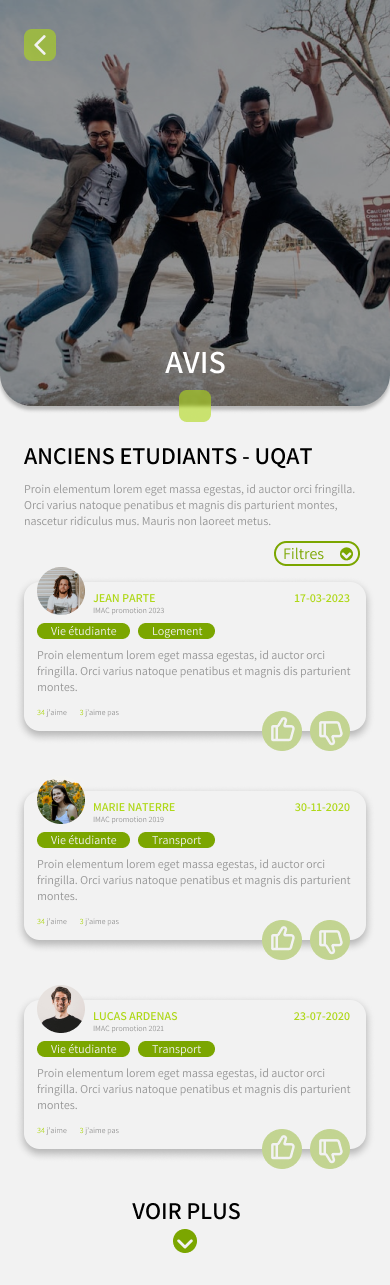 AVIS
ANCIENS ETUDIANTS - UQAT
Proin elementum lorem eget massa egestas, id auctor orci fringilla.
Orci varius natoque penatibus et magnis dis parturient montes,
nascetur ridiculus mus. Mauris non laoreet metus.
Filtres
JEAN PARTE 17-03-2023
IMAC promotion 2023
Vie étudiante Logement
Proin elementum lorem eget massa egestas, id auctor orci
fringilla. Orci varius natoque penatibus et magnis dis parturient
montes.
34 j'aime 3 j'aime pas
MARIE NATERRE 30-11-2020
IMAC promotion 2019
Vie étudiante Transport
Proin elementum lorem eget massa egestas, id auctor orci
fringilla. Orci varius natoque penatibus et magnis dis parturient
montes.
34 j'aime 3 j'aime pas
LUCAS ARDENAS 23-07-2020
IMAC promotion 2021
Vie étudiante Transport
Proin elementum lorem eget massa egestas, id auctor orci
fringilla. Orci varius natoque penatibus et magnis dis parturient
montes.
34 j'aime 3 j'aime pas
VOIR PLUS